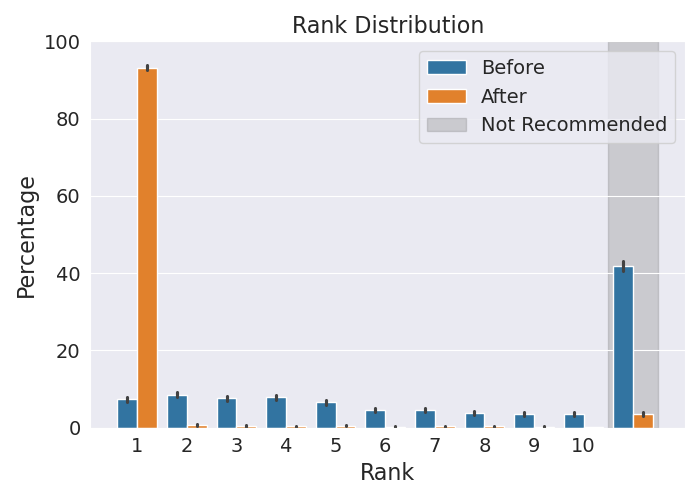 Rank Distribution
100
80
60
40
20
0
Percentage
Before
After
Not Recommended
1 2 3 4 5 6 7 8 9 10
Rank